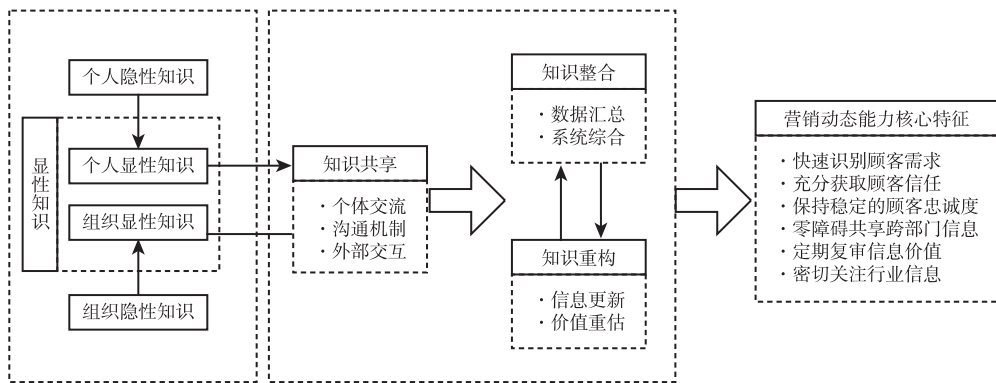 个人隐性知识
显性知识
个人显性知识
组织显性知识
组织隐性知识
知识共享
·个体交流
·沟通机制
·外部交互
知识整合
·数据汇总
·系统综合
知识重构
·信息更新
·价值重估
营销动态能力核心特征
·快速识别顾客需求
·充分获取顾客信任
·保持稳定的顾客忠诚度
·零障碍共享跨部门信息
·定期复审信息价值
·密切关注行业信息